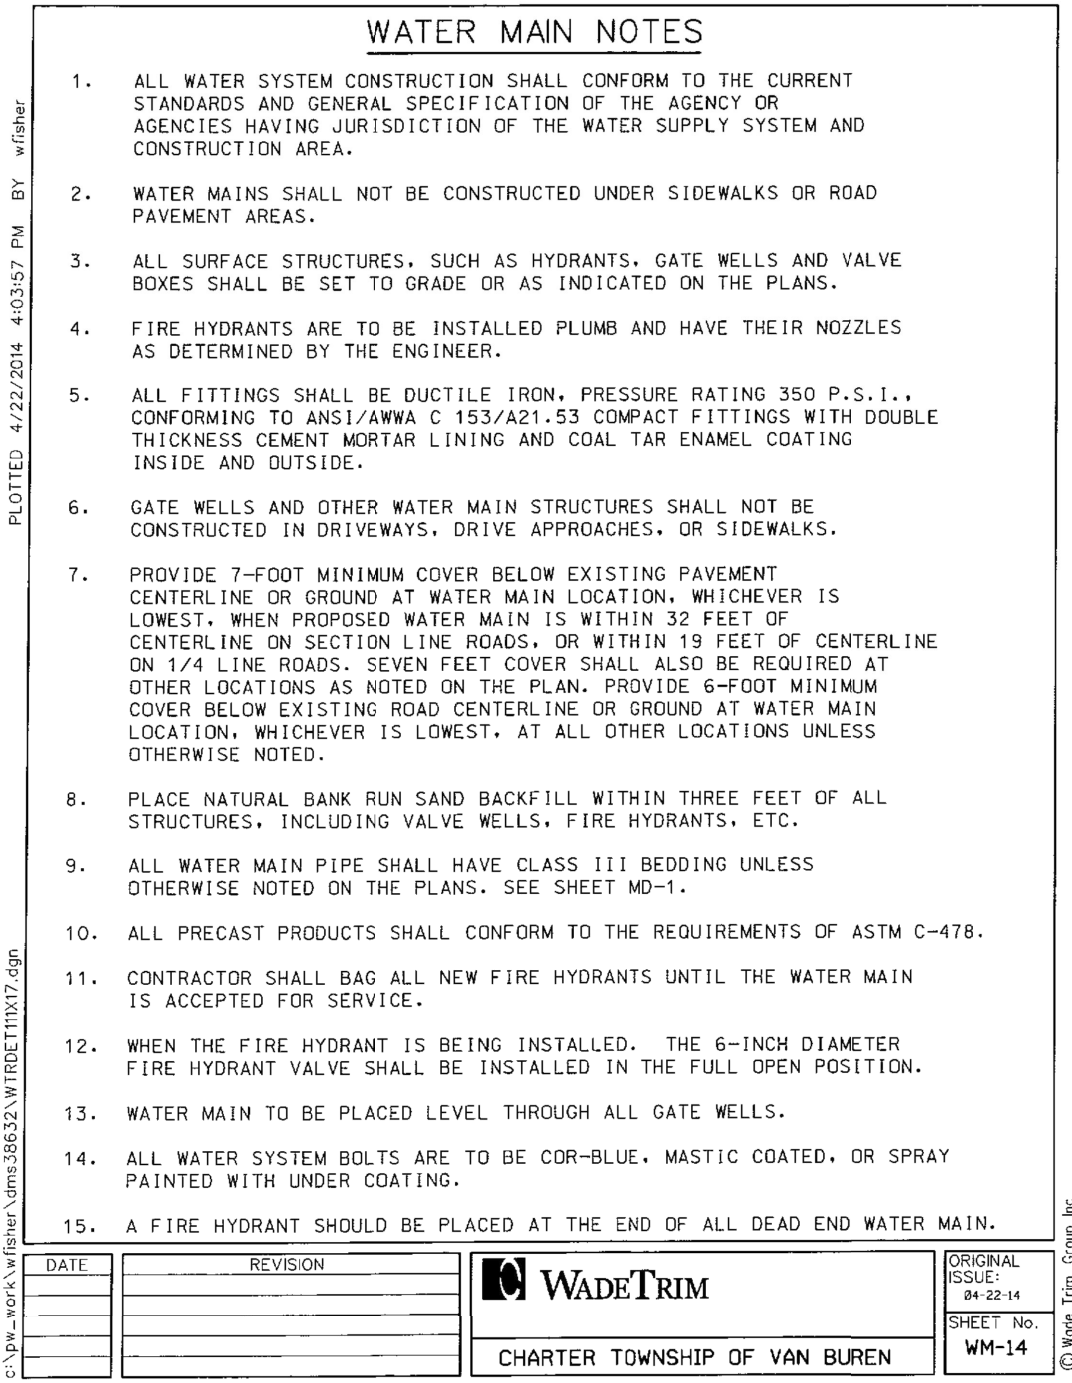 WATER MAIN NOTES
1. ALL WATER SYSTEM CONSTRUCTION SHALL CONFORM TO THE CURRENT
STANDARDS AND GENERAL SPECIFICATION OF THE AGENCY OR
AGENCIES HAVING JURISDICTION OF THE WATER SUPPLY SYSTEM AND
CONSTRUCTION AREA.
2. WATER MAINS SHALL NOT BE CONSTRUCTED UNDER SIDEWALKS OR ROAD
PAVEMENT AREAS.
3. ALL SURFACE STRUCTURES, SUCH AS HYDRANTS, GATE WELLS AND VALVE
BOXES SHALL BE SET TO GRADE OR AS INDICATED ON THE PLANS.
4. FIRE HYDRANTS ARE TO BE INSTALLED PLUMB AND HAVE THEIR NOZZLES
AS DETERMINED BY THE ENGINEER.
5. ALL FITTINGS SHALL BE DUCTILE IRON, PRESSURE RATING 350 P.S.I.,
CONFORMING TO ANSI/AWWA C 153/A21.53 COMPACT FITTINGS WITH DOUBLE
THICKNESS CEMENT MORTAR LINING AND COAL TAR ENAMEL COATING
INSIDE AND OUTSIDE.
6. GATE WELLS AND OTHER WATER MAIN STRUCTURES SHALL NOT BE
CONSTRUCTED IN DRIVEWAYS, DRIVE APPROACHES, OR SIDEWALKS.
7. PROVIDE 7-FOOT MINIMUM COVER BELOW EXISTING PAVEMENT
CENTERLINE OR GROUND AT WATER MAIN LOCATION, WHICHEVER IS
LOWEST, WHEN PROPOSED WATER MAIN IS WITHIN 32 FEET OF
CENTERLINE ON SECTION LINE ROADS, OR WITHIN 19 FEET OF CENTERLINE
ON 1/4 LINE ROADS. SEVEN FEET COVER SHALL ALSO BE REQUIRED AT
OTHER LOCATIONS AS NOTED ON THE PLAN. PROVIDE 6-FOOT MINIMUM
COVER BELOW EXISTING ROAD CENTERLINE OR GROUND AT WATER MAIN
LOCATION, WHICHEVER IS LOWEST, AT ALL OTHER LOCATIONS UNLESS
OTHERWISE NOTED.
8. PLACE NATURAL BANK RUN SAND BACKFILL WITHIN THREE FEET OF ALL
STRUCTURES, INCLUDING VALVE WELLS, FIRE HYDRANTS, ETC.
9. ALL WATER MAIN PIPE SHALL HAVE CLASS III BEDDING UNLESS
OTHERWISE NOTED ON THE PLANS. SEE SHEET MD-1.
10. ALL PRECAST PRODUCTS SHALL CONFORM TO THE REQUIREMENTS OF ASTM C-478.
11. CONTRACTOR SHALL BAG ALL NEW FIRE HYDRANTS UNTIL THE WATER MAIN
IS ACCEPTED FOR SERVICE.
12. WHEN THE FIRE HYDRANT IS BEING INSTALLED. THE 6-INCH DIAMETER
FIRE HYDRANT VALVE SHALL BE INSTALLED IN THE FULL OPEN POSITION.
13. WATER MAIN TO BE PLACED LEVEL THROUGH ALL GATE WELLS.
14. ALL WATER SYSTEM BOLTS ARE TO BE COR-BLUE, MASTIC COATED, OR SPRAY
PAINTED WITH UNDER COATING.
15. A FIRE HYDRANT SHOULD BE PLACED AT THE END OF ALL DEAD END WATER MAIN.
DATE
REVISION
WADETRIM
CHARTER TOWNSHIP OF VAN BUREN
ORIGINAL
ISSUE:
04-22-14
SHEET No.
WM-14
PLOTTED 4/22/2014 4:03:57 PM BY wfisher
c:\pw_work\wfisher\dms38632\WTRDET111X17.dgn
© Wade Trim Group Inc